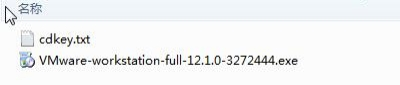 名称
cdkey.txt
VMware-workstation-full-12.1.0-3272444.exe